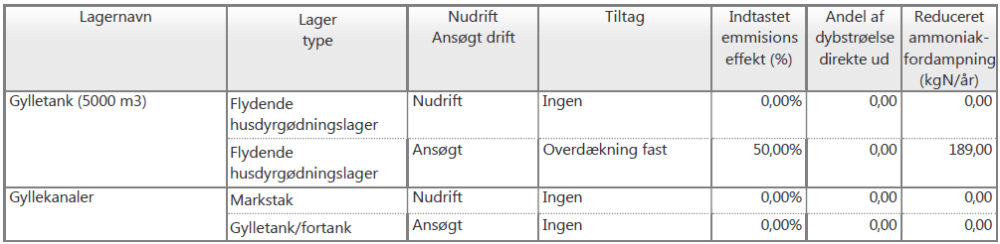 Lagernavn
Lager type
Nudrift Ansøgt drift
Tiltag
Indtastet emmisions effekt (%)
Andel af dybstrøelse direkte ud
Reduceret ammoniak- fordampning (kgN/år)
Gylletank (5000 m3) Flydende husdyrgødningslager Nudrift Ingen 0,00% 0,00 0,00
Flydende husdyrgødningslager Ansøgt Overdækning fast 50,00% 0,00 189,00
Gyllekanaler Markstak Nudrift Ingen 0,00% 0,00 0,00
Gylletank/fortank Ansøgt Ingen 0,00% 0,00 0,00